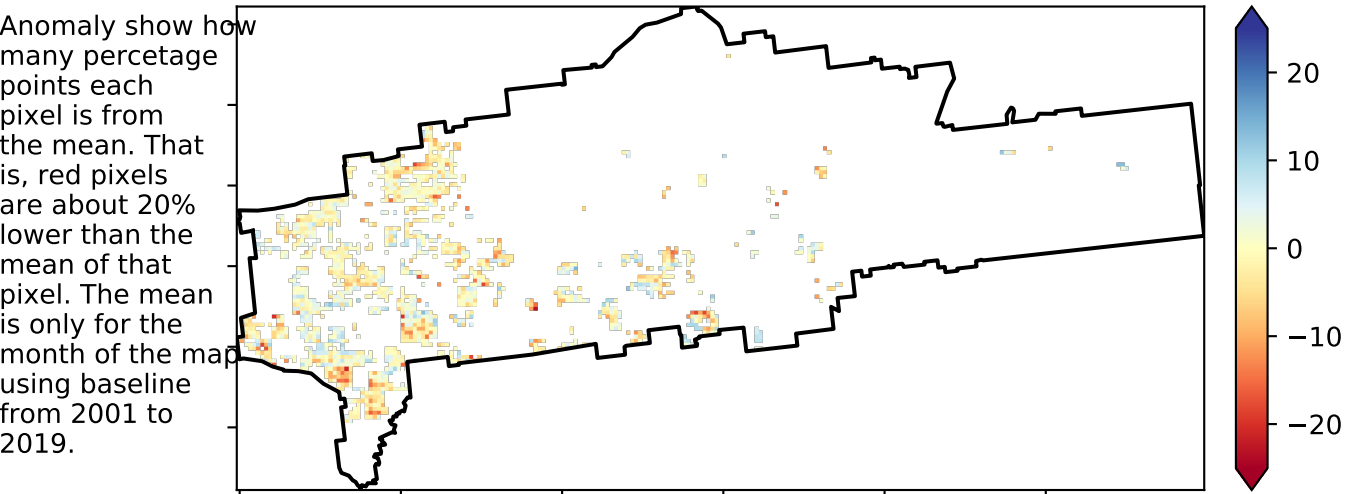 Anomaly show how
many percetage
points each
pixel is from
the mean. That
is, red pixels
are about 20%
lower than the
mean of that
pixel. The mean
is only for the
month of the map
using baseline
from 2001 to
2019.
20
10
0
−10
−20